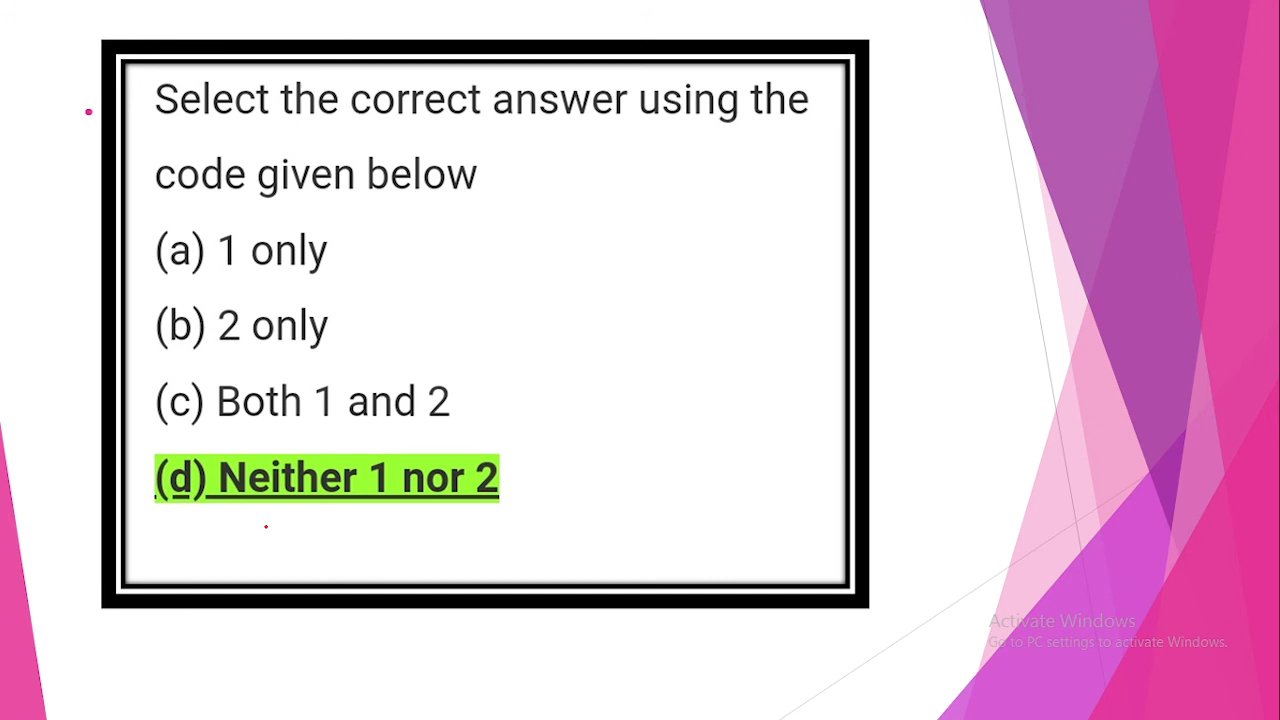 Select the correct answer using the
code given below
(a) 1 only
(b) 2 only
(c) Both 1 and 2
(d) Neither 1 nor 2
Activate Windows
Go to PC settings to activate Windows.